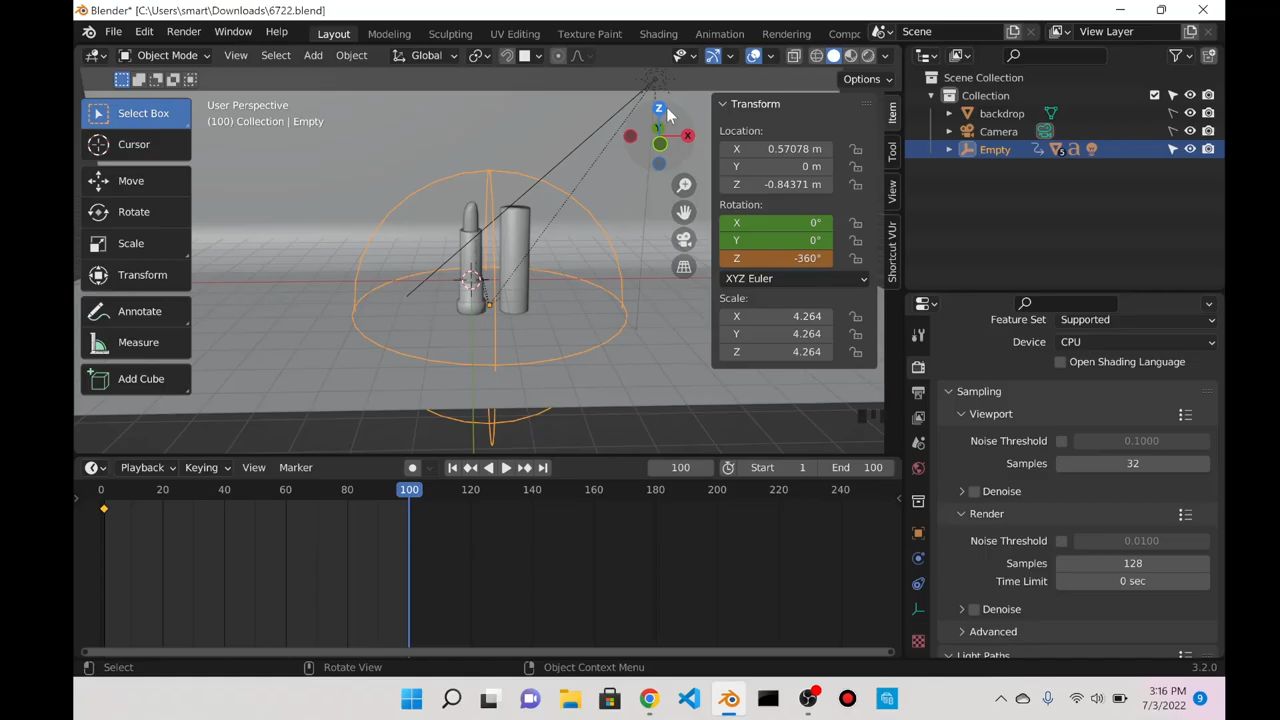 Blender* [C:\Users\smart\Downloads\6722.blend]
File Edit Render Window Help Layout Modeling Sculpting UV Editing Texture Paint Shading Animation Rendering Compc Scene View Layer
Object Mode View Select Add Object Global
Options
Select Box
Cursor
Move
Rotate
Scale
Transform
Annotate
Measure
Add Cube
User Perspective
(100) Collection | Empty
Z
Y
X
Transform
Location:
X 0.57078 m
Y 0 m
Z -0.84371 m
Rotation:
X 0°
Y 0°
Z -360°
XYZ Euler
Scale:
X 4.264
Y 4.264
Z 4.264
Item
Tool
View
Shortcut VUr
Scene Collection
Collection
backdrop
Camera
Empty
5
Feature Set Supported
Device CPU
Open Shading Language
Sampling
Viewport
Noise Threshold 0.1000
Samples 32
Denoise
Render
Noise Threshold 0.0100
Samples 128
Time Limit 0 sec
Denoise
Advanced
Light Paths
Playback Keying View Marker 100 Start 1 End 100
0 20 40 60 80 100 120 140 160 180 200 220 240
Select Rotate View Object Context Menu 3.2.0
3:16 PM
7/3/2022
9